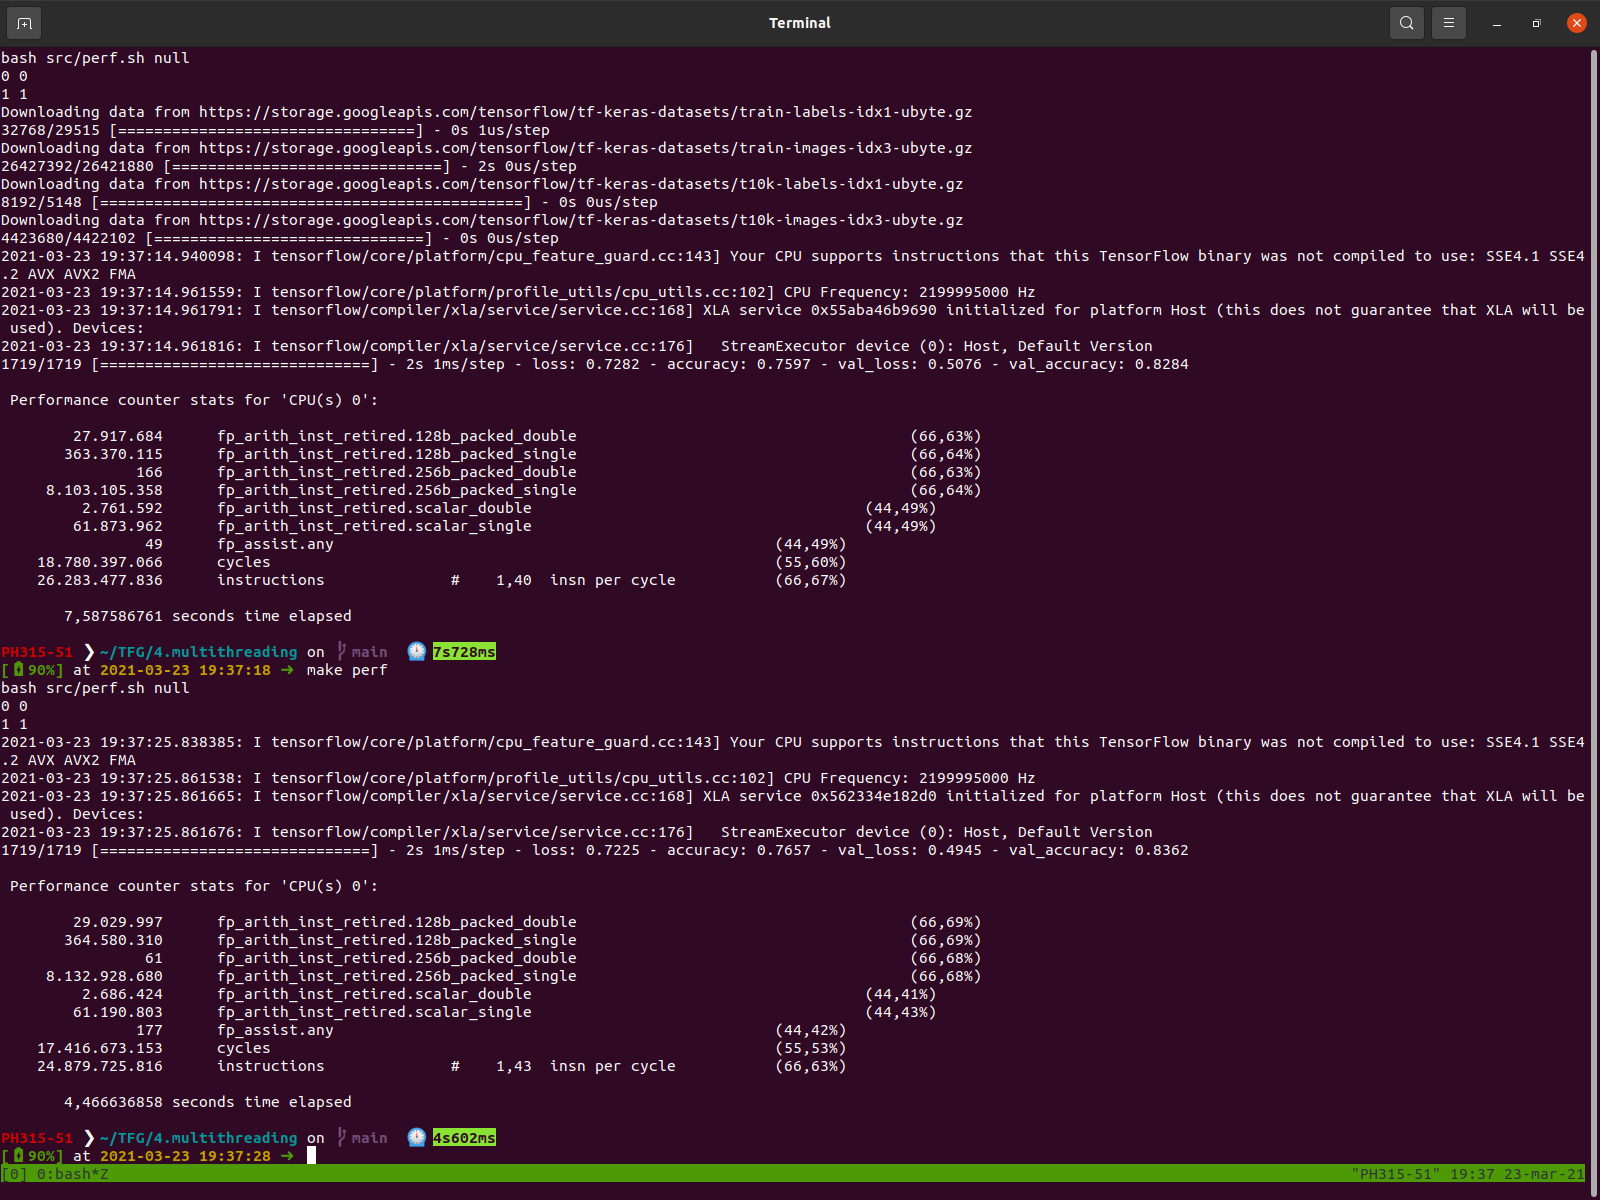 Terminal
bash src/perf.sh null
0 0
1 1
Downloading data from https://storage.googleapis.com/tensorflow/tf-keras-datasets/train-labels-idx1-ubyte.gz
32768/29515 [=================================] - 0s 1us/step
Downloading data from https://storage.googleapis.com/tensorflow/tf-keras-datasets/train-images-idx3-ubyte.gz
26427392/26421880 [==============================] - 2s 0us/step
Downloading data from https://storage.googleapis.com/tensorflow/tf-keras-datasets/t10k-labels-idx1-ubyte.gz
8192/5148 [===============================================] - 0s 0us/step
Downloading data from https://storage.googleapis.com/tensorflow/tf-keras-datasets/t10k-images-idx3-ubyte.gz
4423680/4422102 [==============================] - 0s 0us/step
2021-03-23 19:37:14.940098: I tensorflow/core/platform/cpu_feature_guard.cc:143] Your CPU supports instructions that this TensorFlow binary was not compiled to use: SSE4.1 SSE4
.2 AVX AVX2 FMA
2021-03-23 19:37:14.961559: I tensorflow/core/platform/profile_utils/cpu_utils.cc:102] CPU Frequency: 2199995000 Hz
2021-03-23 19:37:14.961791: I tensorflow/compiler/xla/service/service.cc:168] XLA service 0x55aba46b9690 initialized for platform Host (this does not guarantee that XLA will be
used). Devices:
2021-03-23 19:37:14.961816: I tensorflow/compiler/xla/service/service.cc:176]   StreamExecutor device (0): Host, Default Version
1719/1719 [==============================] - 2s 1ms/step - loss: 0.7282 - accuracy: 0.7597 - val_loss: 0.5076 - val_accuracy: 0.8284
Performance counter stats for 'CPU(s) 0':
27.917.684      fp_arith_inst_retired.128b_packed_double                                     (66,63%)
363.370.115      fp_arith_inst_retired.128b_packed_single                                     (66,64%)
166      fp_arith_inst_retired.256b_packed_double                                     (66,63%)
8.103.105.358      fp_arith_inst_retired.256b_packed_single                                     (66,64%)
2.761.592      fp_arith_inst_retired.scalar_double                                     (44,49%)
61.873.962      fp_arith_inst_retired.scalar_single                                     (44,49%)
49      fp_assist.any                                                 (44,49%)
18.780.397.066      cycles                                                        (55,60%)
26.283.477.836      instructions              #    1,40  insn per cycle           (66,67%)
7,587586761 seconds time elapsed
PH315-51 ❯ ~/TFG/4.multithreading on main 7s728ms
[90%] at 2021-03-23 19:37:18 ➜ make perf
bash src/perf.sh null
0 0
1 1
2021-03-23 19:37:25.838385: I tensorflow/core/platform/cpu_feature_guard.cc:143] Your CPU supports instructions that this TensorFlow binary was not compiled to use: SSE4.1 SSE4
.2 AVX AVX2 FMA
2021-03-23 19:37:25.861538: I tensorflow/core/platform/profile_utils/cpu_utils.cc:102] CPU Frequency: 2199995000 Hz
2021-03-23 19:37:25.861665: I tensorflow/compiler/xla/service/service.cc:168] XLA service 0x562334e182d0 initialized for platform Host (this does not guarantee that XLA will be
used). Devices:
2021-03-23 19:37:25.861676: I tensorflow/compiler/xla/service/service.cc:176]   StreamExecutor device (0): Host, Default Version
1719/1719 [==============================] - 2s 1ms/step - loss: 0.7225 - accuracy: 0.7657 - val_loss: 0.4945 - val_accuracy: 0.8362
Performance counter stats for 'CPU(s) 0':
29.029.997      fp_arith_inst_retired.128b_packed_double                                     (66,69%)
364.580.310      fp_arith_inst_retired.128b_packed_single                                     (66,69%)
61      fp_arith_inst_retired.256b_packed_double                                     (66,68%)
8.132.928.680      fp_arith_inst_retired.256b_packed_single                                     (66,68%)
2.686.424      fp_arith_inst_retired.scalar_double                                     (44,41%)
61.190.803      fp_arith_inst_retired.scalar_single                                     (44,43%)
177      fp_assist.any                                                 (44,42%)
17.416.673.153      cycles                                                        (55,53%)
24.879.725.816      instructions              #    1,43  insn per cycle           (66,63%)
4,466636858 seconds time elapsed
PH315-51 ❯ ~/TFG/4.multithreading on main 4s602ms
[90%] at 2021-03-23 19:37:28 ➜
[0] 0:bash*Z "PH315-51" 19:37 23-mar-21